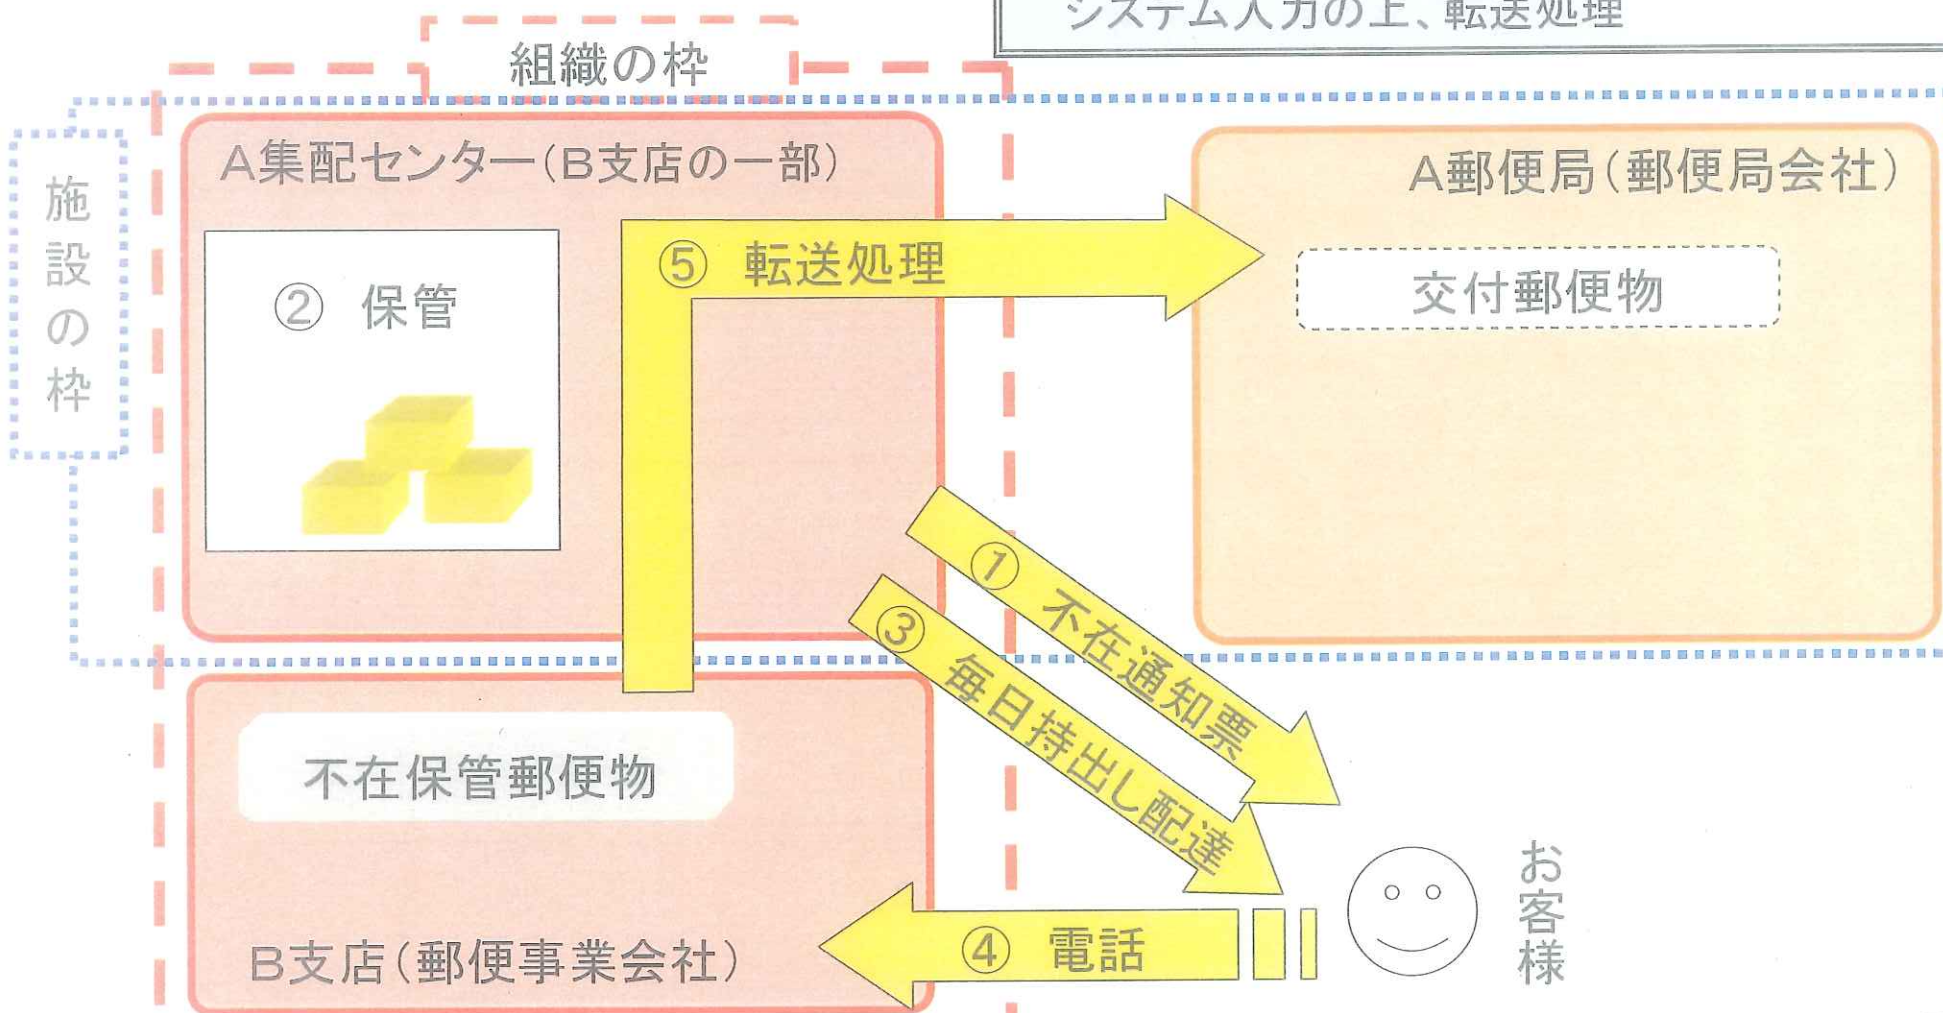 システム入力の上、転送処理
組織の枠
施設の枠
A集配センター(B支店の一部)
A郵便局(郵便局会社)
② 保管
⑤ 転送処理
交付郵便物
① 不在通知票
③ 毎日持出し配達
不在保管郵便物
B支店(郵便事業会社)
④ 電話
お客様